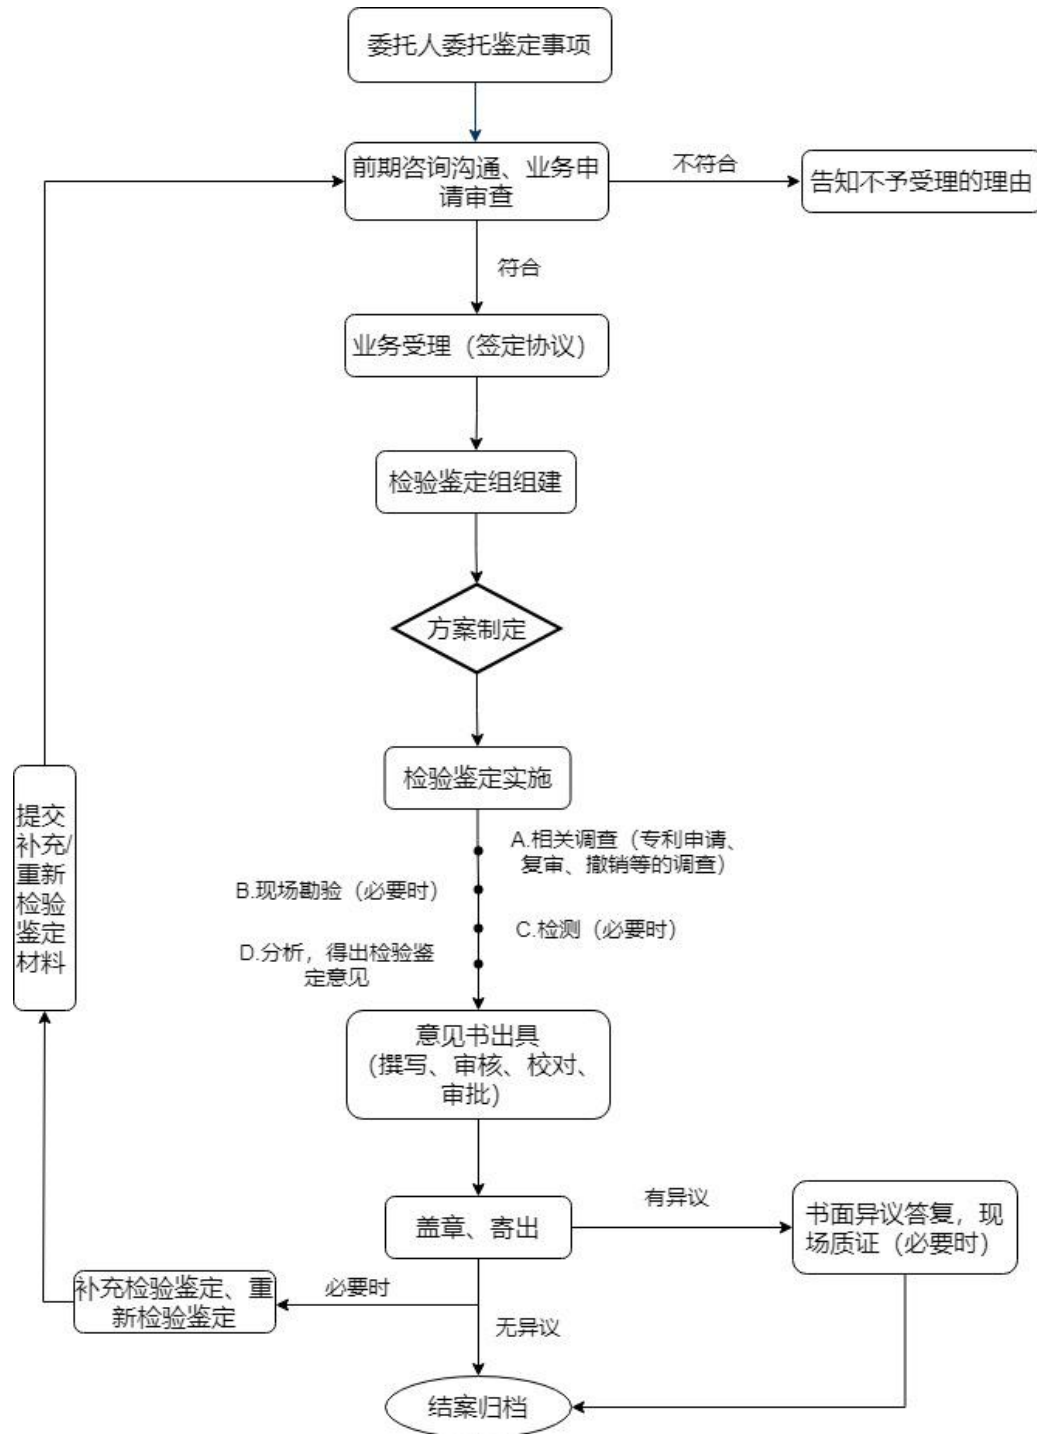 委托人委托鉴定事项
前期咨询沟通、业务申
请审查
不符合
告知不予受理的理由
符合
业务受理（签定协议）
检验鉴定组组建
方案制定
检验鉴定实施
A.相关调查（专利申请、
复审、撤销等的调查）
B.现场勘验（必要时）
C.检测（必要时）
D.分析，得出检验鉴
定意见
提交
补充/
重新
检验
鉴定
材料
意见书出具
（撰写、审核、校对、
审批）
盖章、寄出
有异议
书面异议答复，现
场质证（必要时）
补充检验鉴定、重
新检验鉴定
必要时
无异议
结案归档